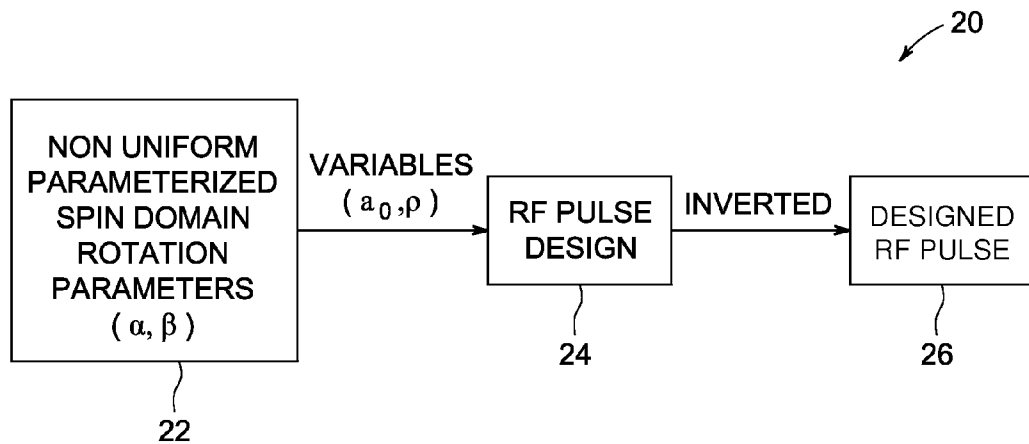 20
NON UNIFORM
PARAMETERIZED
SPIN DOMAIN
ROTATION
PARAMETERS
( α, β )
VARIABLES
( a₀ ,ρ )
RF PULSE
DESIGN
INVERTED
DESIGNED
RF PULSE
22
24
26